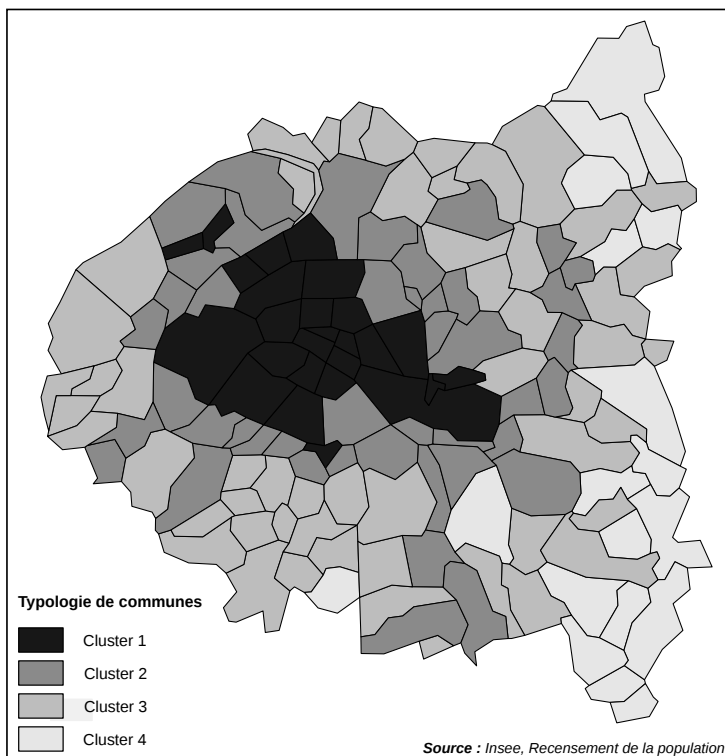 Typologie de communes
Cluster 1
Cluster 2
Cluster 3
Cluster 4
Source : Insee, Recensement de la population